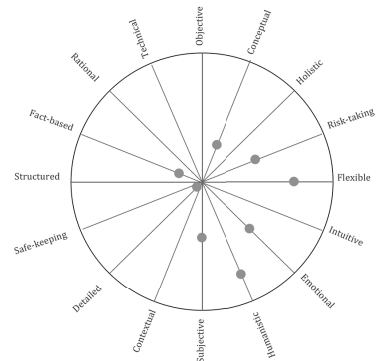 Objective
Conceptual
Holistic
Risk-taking
Flexible
Intuitive
Emotional
Humanistic
Subjective
Contextual
Detailed
Safe-keeping
Structured
Fact-based
Rational
Technical